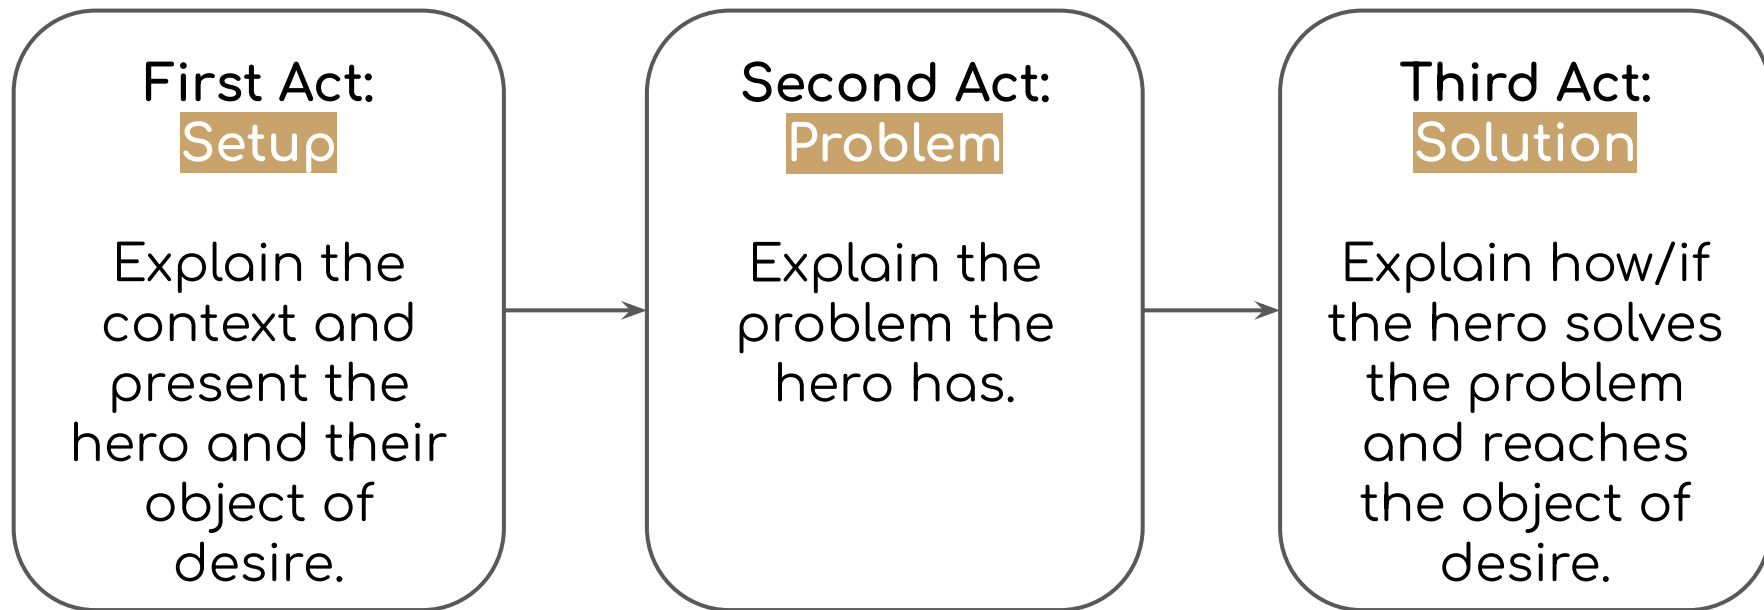 First Act:
Setup
Explain the
context and
present the
hero and their
object of
desire.
Second Act:
Problem
Explain the
problem the
hero has.
Third Act:
Solution
Explain how/if
the hero solves
the problem
and reaches
the object of
desire.